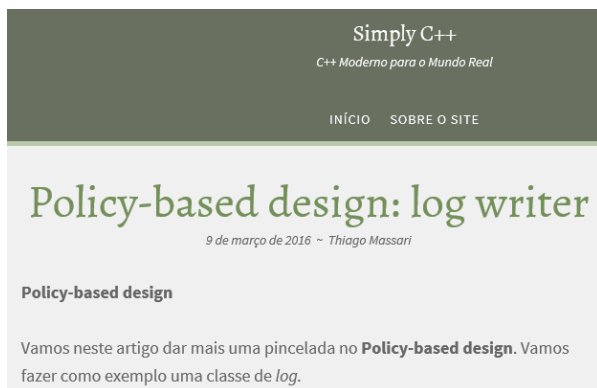 Simply C++
C++ Moderno para o Mundo Real
INÍCIO SOBRE O SITE
Policy-based design: log writer
9 de março de 2016 ~ Thiago Massari
Policy-based design
Vamos neste artigo dar mais uma pincelada no Policy-based design. Vamos
fazer como exemplo uma classe de log.